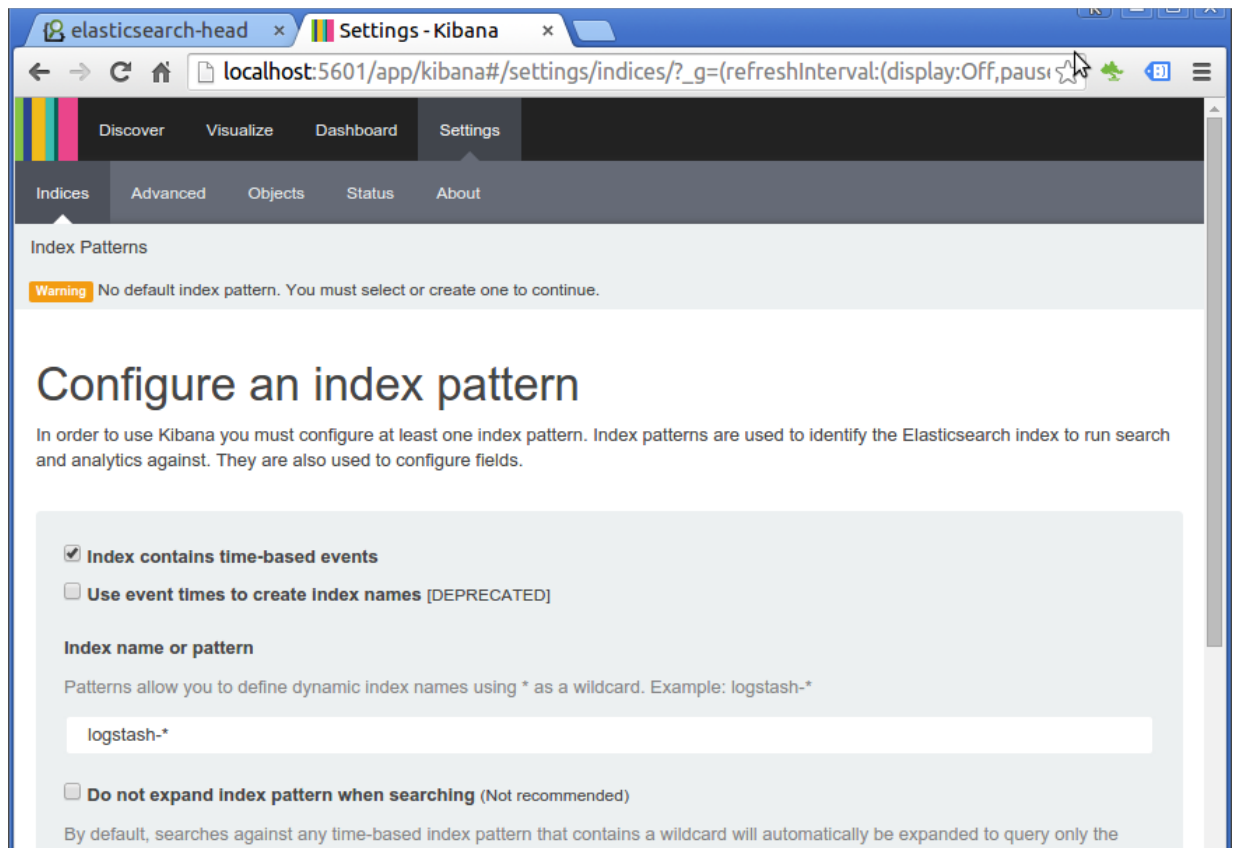 elasticsearch-head × Settings - Kibana ×
localhost:5601/app/kibana#/settings/indices/?_g=(refreshInterval:(display:Off,paus
Discover Visualize Dashboard Settings
Indices Advanced Objects Status About
Index Patterns
Warning No default index pattern. You must select or create one to continue.
Configure an index pattern
In order to use Kibana you must configure at least one index pattern. Index patterns are used to identify the Elasticsearch index to run search
and analytics against. They are also used to configure fields.
Index contains time-based events
Use event times to create index names [DEPRECATED]
Index name or pattern
Patterns allow you to define dynamic index names using * as a wildcard. Example: logstash-*
logstash-*
Do not expand index pattern when searching (Not recommended)
By default, searches against any time-based index pattern that contains a wildcard will automatically be expanded to query only the